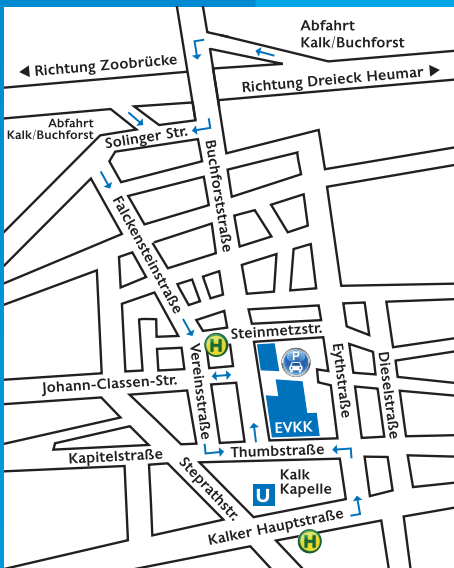 Abfahrt
Kalk/Buchforst
Richtung Zoobrücke
Richtung Dreieck Heumar
Abfahrt
Kalk/Buchforst
Solinger Str.
Buchforststraße
Falckensteinstraße
H
Steinmetzstr.
P
Vereinsstraße
Eythstraße
Dieselstraße
Johann-Classen-Str.
EVKK
Kapitelstraße
Thumbstraße
Steprathstr.
U
Kalk
Kapelle
Kalker Hauptstraße
H